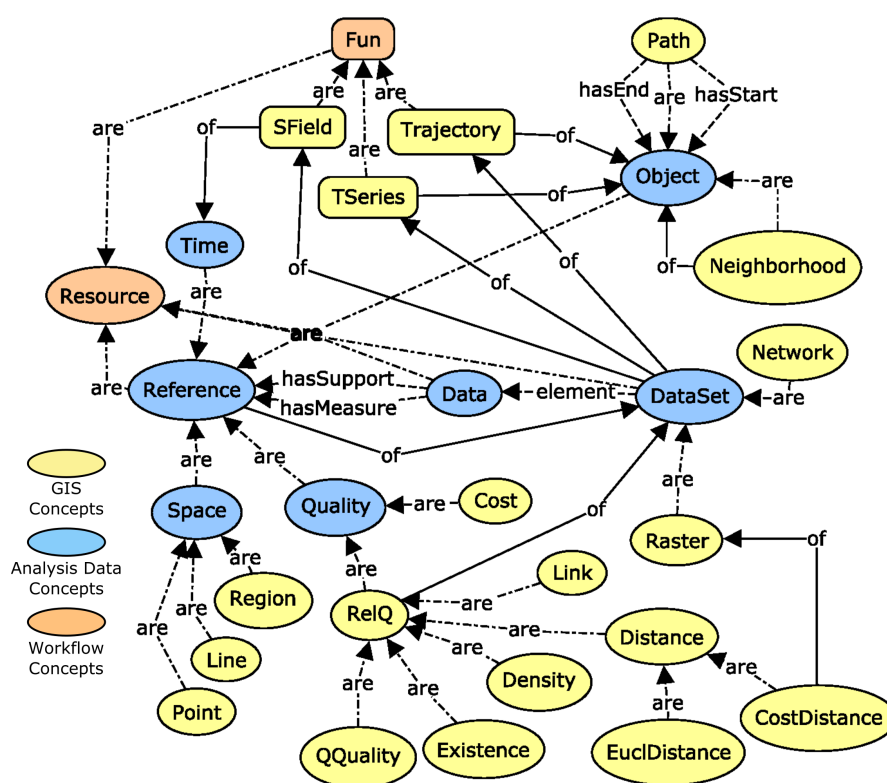 Fun
Path
are
hasEnd
are
hasStart
are
are
of
SField
Trajectory
of
are
Object
are
TSeries
of
Time
of
of
of
of
Neighborhood
Resource
are
are
Network
are
Reference
hasSupport
hasMeasure
Data
element
DataSet
are
of
are
are
GIS
Concepts
Space
Quality
are
Cost
are
of
Raster
of
Analysis Data
Concepts
are
Region
are
Link
are
are
RelQ
are
Distance
Workflow
Concepts
are
Line
are
are
Density
are
Point
are
are
QQuality
Existence
EuclDistance
CostDistance